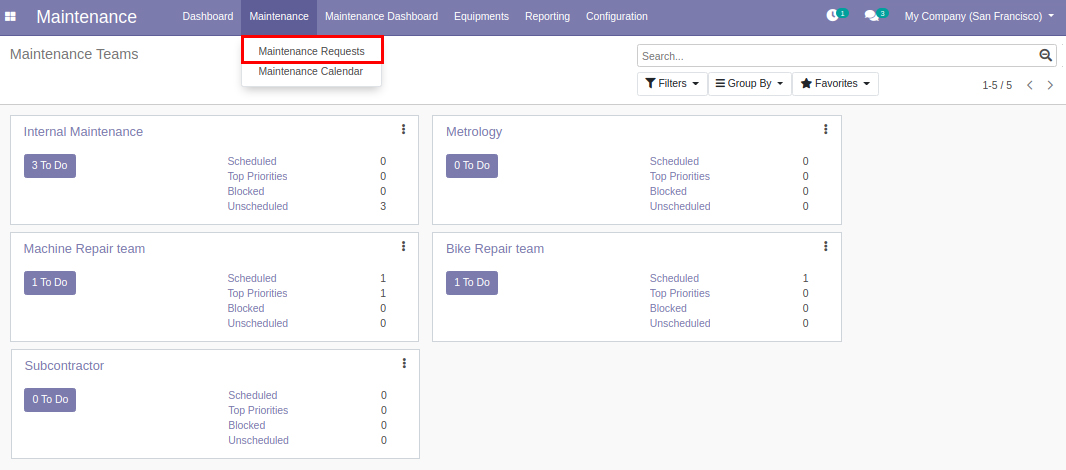 Maintenance Dashboard Maintenance Maintenance Dashboard Equipments Reporting Configuration 1 3 My Company (San Francisco)
Maintenance Teams
Maintenance Requests
Maintenance Calendar
Search...
Filters Group By Favorites 1-5 / 5
Internal Maintenance
3 To Do
Scheduled 0
Top Priorities 0
Blocked 0
Unscheduled 3
Metrology
0 To Do
Scheduled 0
Top Priorities 0
Blocked 0
Unscheduled 0
Machine Repair team
1 To Do
Scheduled 1
Top Priorities 1
Blocked 0
Unscheduled 0
Bike Repair team
1 To Do
Scheduled 1
Top Priorities 0
Blocked 0
Unscheduled 0
Subcontractor
0 To Do
Scheduled 0
Top Priorities 0
Blocked 0
Unscheduled 0